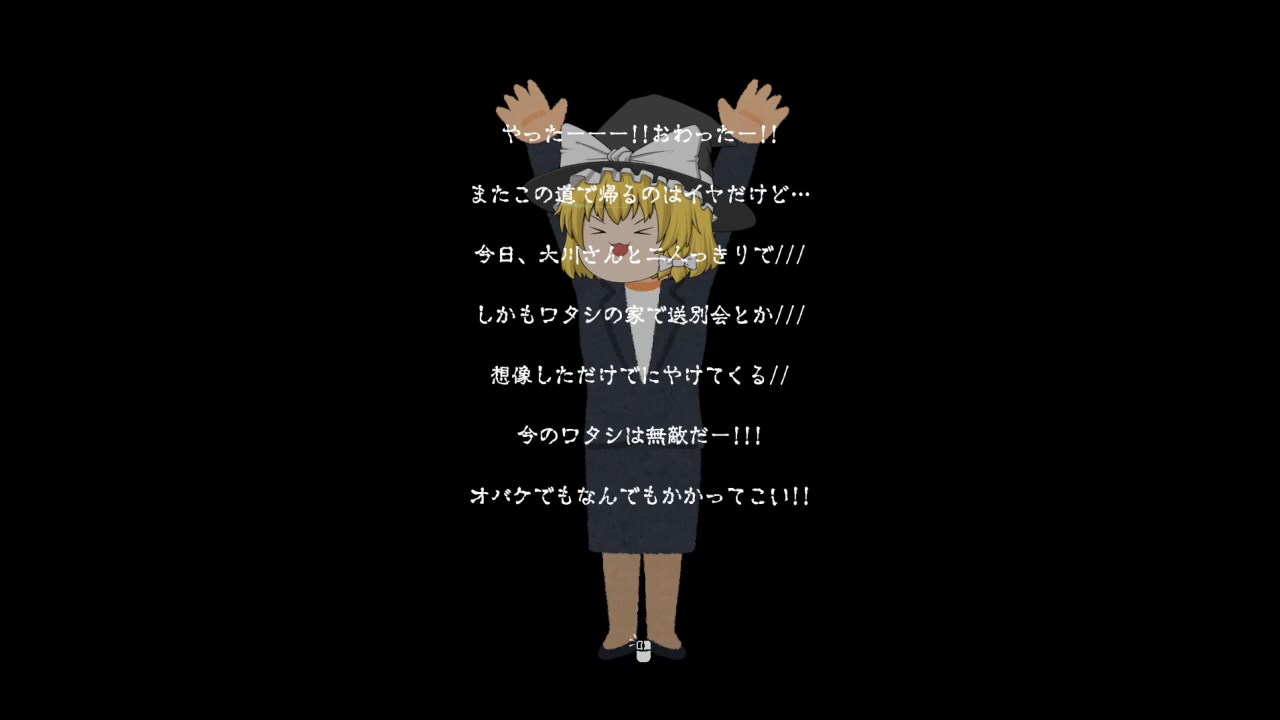 やったーーー!!おわったー!!
またこの道で帰るのはイヤだけど…
今日、大川さんと二人っきりで///
しかもワタシの家で送別会とか///
想像しただけでにやけてくる//
今のワタシは無敵だー!!!
オバケでもなんでもかかってこい!!